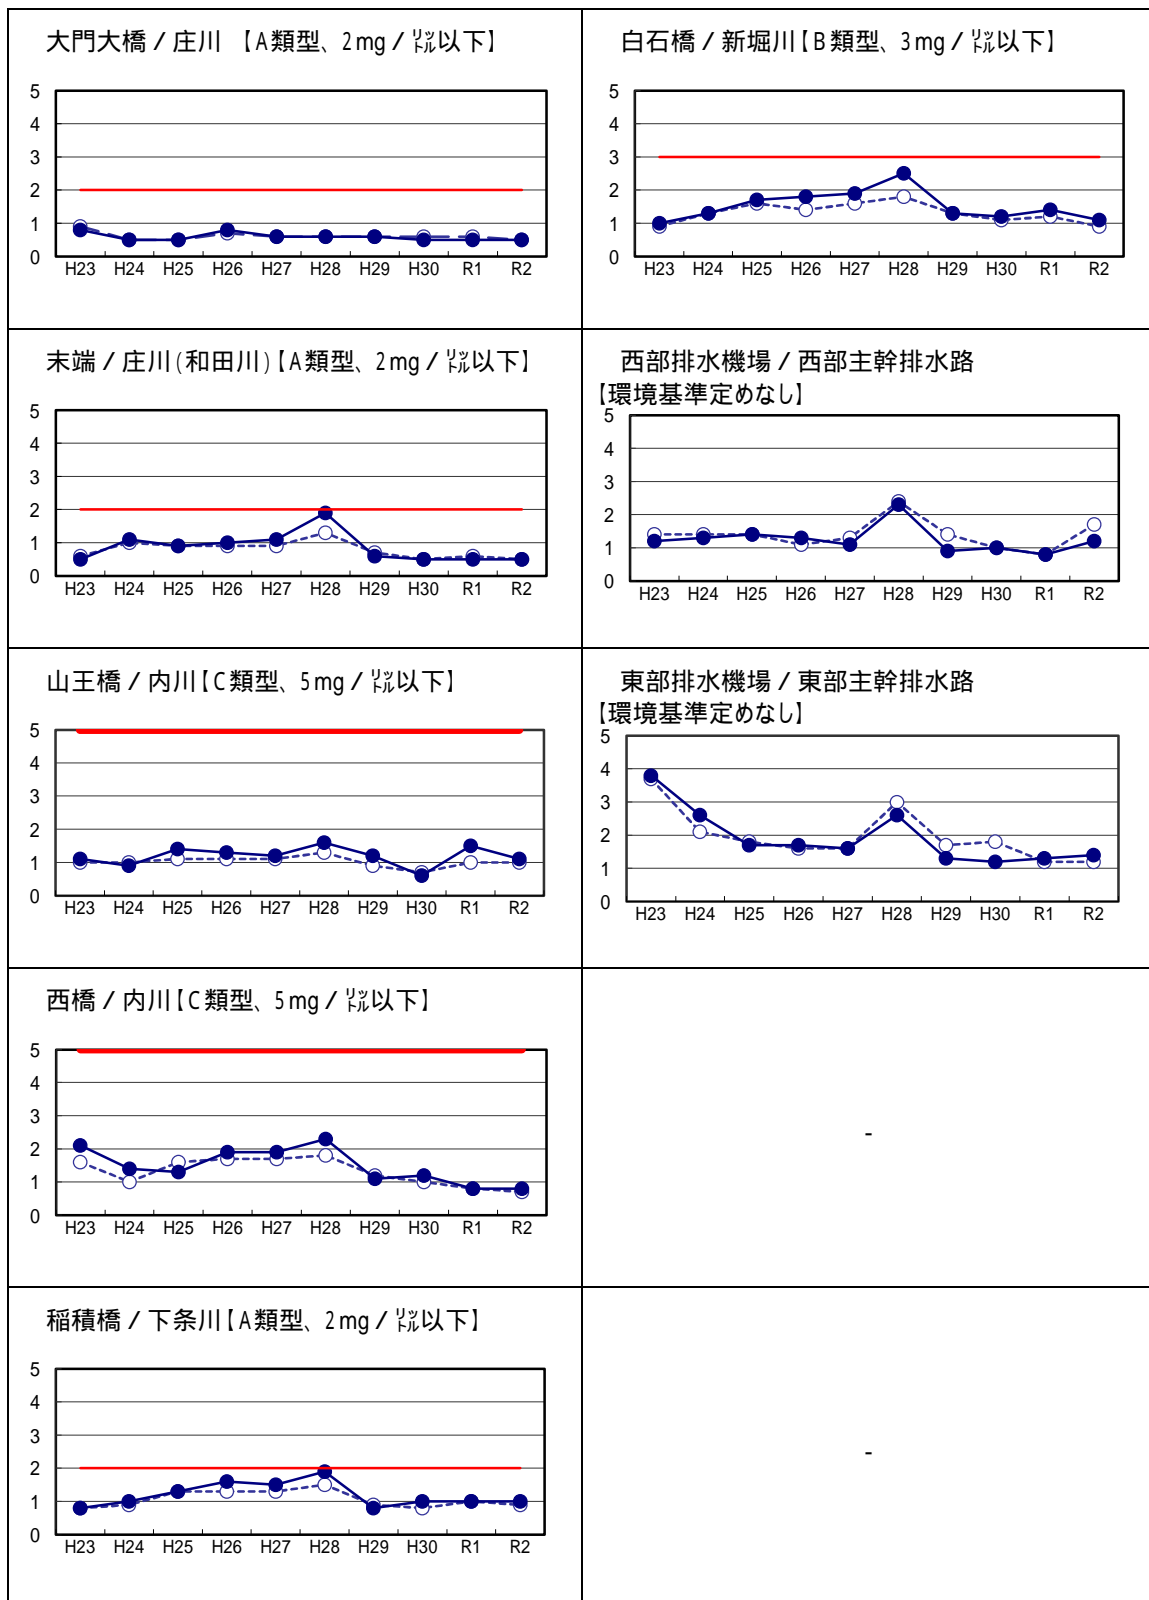 大門大橋／庄川 【A類型、2mg／㍑以下】
5
4
3
2
1
0
H23 H24 H25 H26 H27 H28 H29 H30 R1 R2
白石橋／新堀川【B類型、3mg／㍑以下】
5
4
3
2
1
0
H23 H24 H25 H26 H27 H28 H29 H30 R1 R2
末端／庄川(和田川)【A類型、2mg／㍑以下】
5
4
3
2
1
0
H23 H24 H25 H26 H27 H28 H29 H30 R1 R2
西部排水機場／西部主幹排水路
【環境基準定めなし】
5
4
3
2
1
0
H23 H24 H25 H26 H27 H28 H29 H30 R1 R2
山王橋／内川【C類型、5mg／㍑以下】
5
4
3
2
1
0
H23 H24 H25 H26 H27 H28 H29 H30 R1 R2
東部排水機場／東部主幹排水路
【環境基準定めなし】
5
4
3
2
1
0
H23 H24 H25 H26 H27 H28 H29 H30 R1 R2
西橋／内川【C類型、5mg／㍑以下】
5
4
3
2
1
0
H23 H24 H25 H26 H27 H28 H29 H30 R1 R2
-
稲積橋／下条川【A類型、2mg／㍑以下】
5
4
3
2
1
0
H23 H24 H25 H26 H27 H28 H29 H30 R1 R2
-